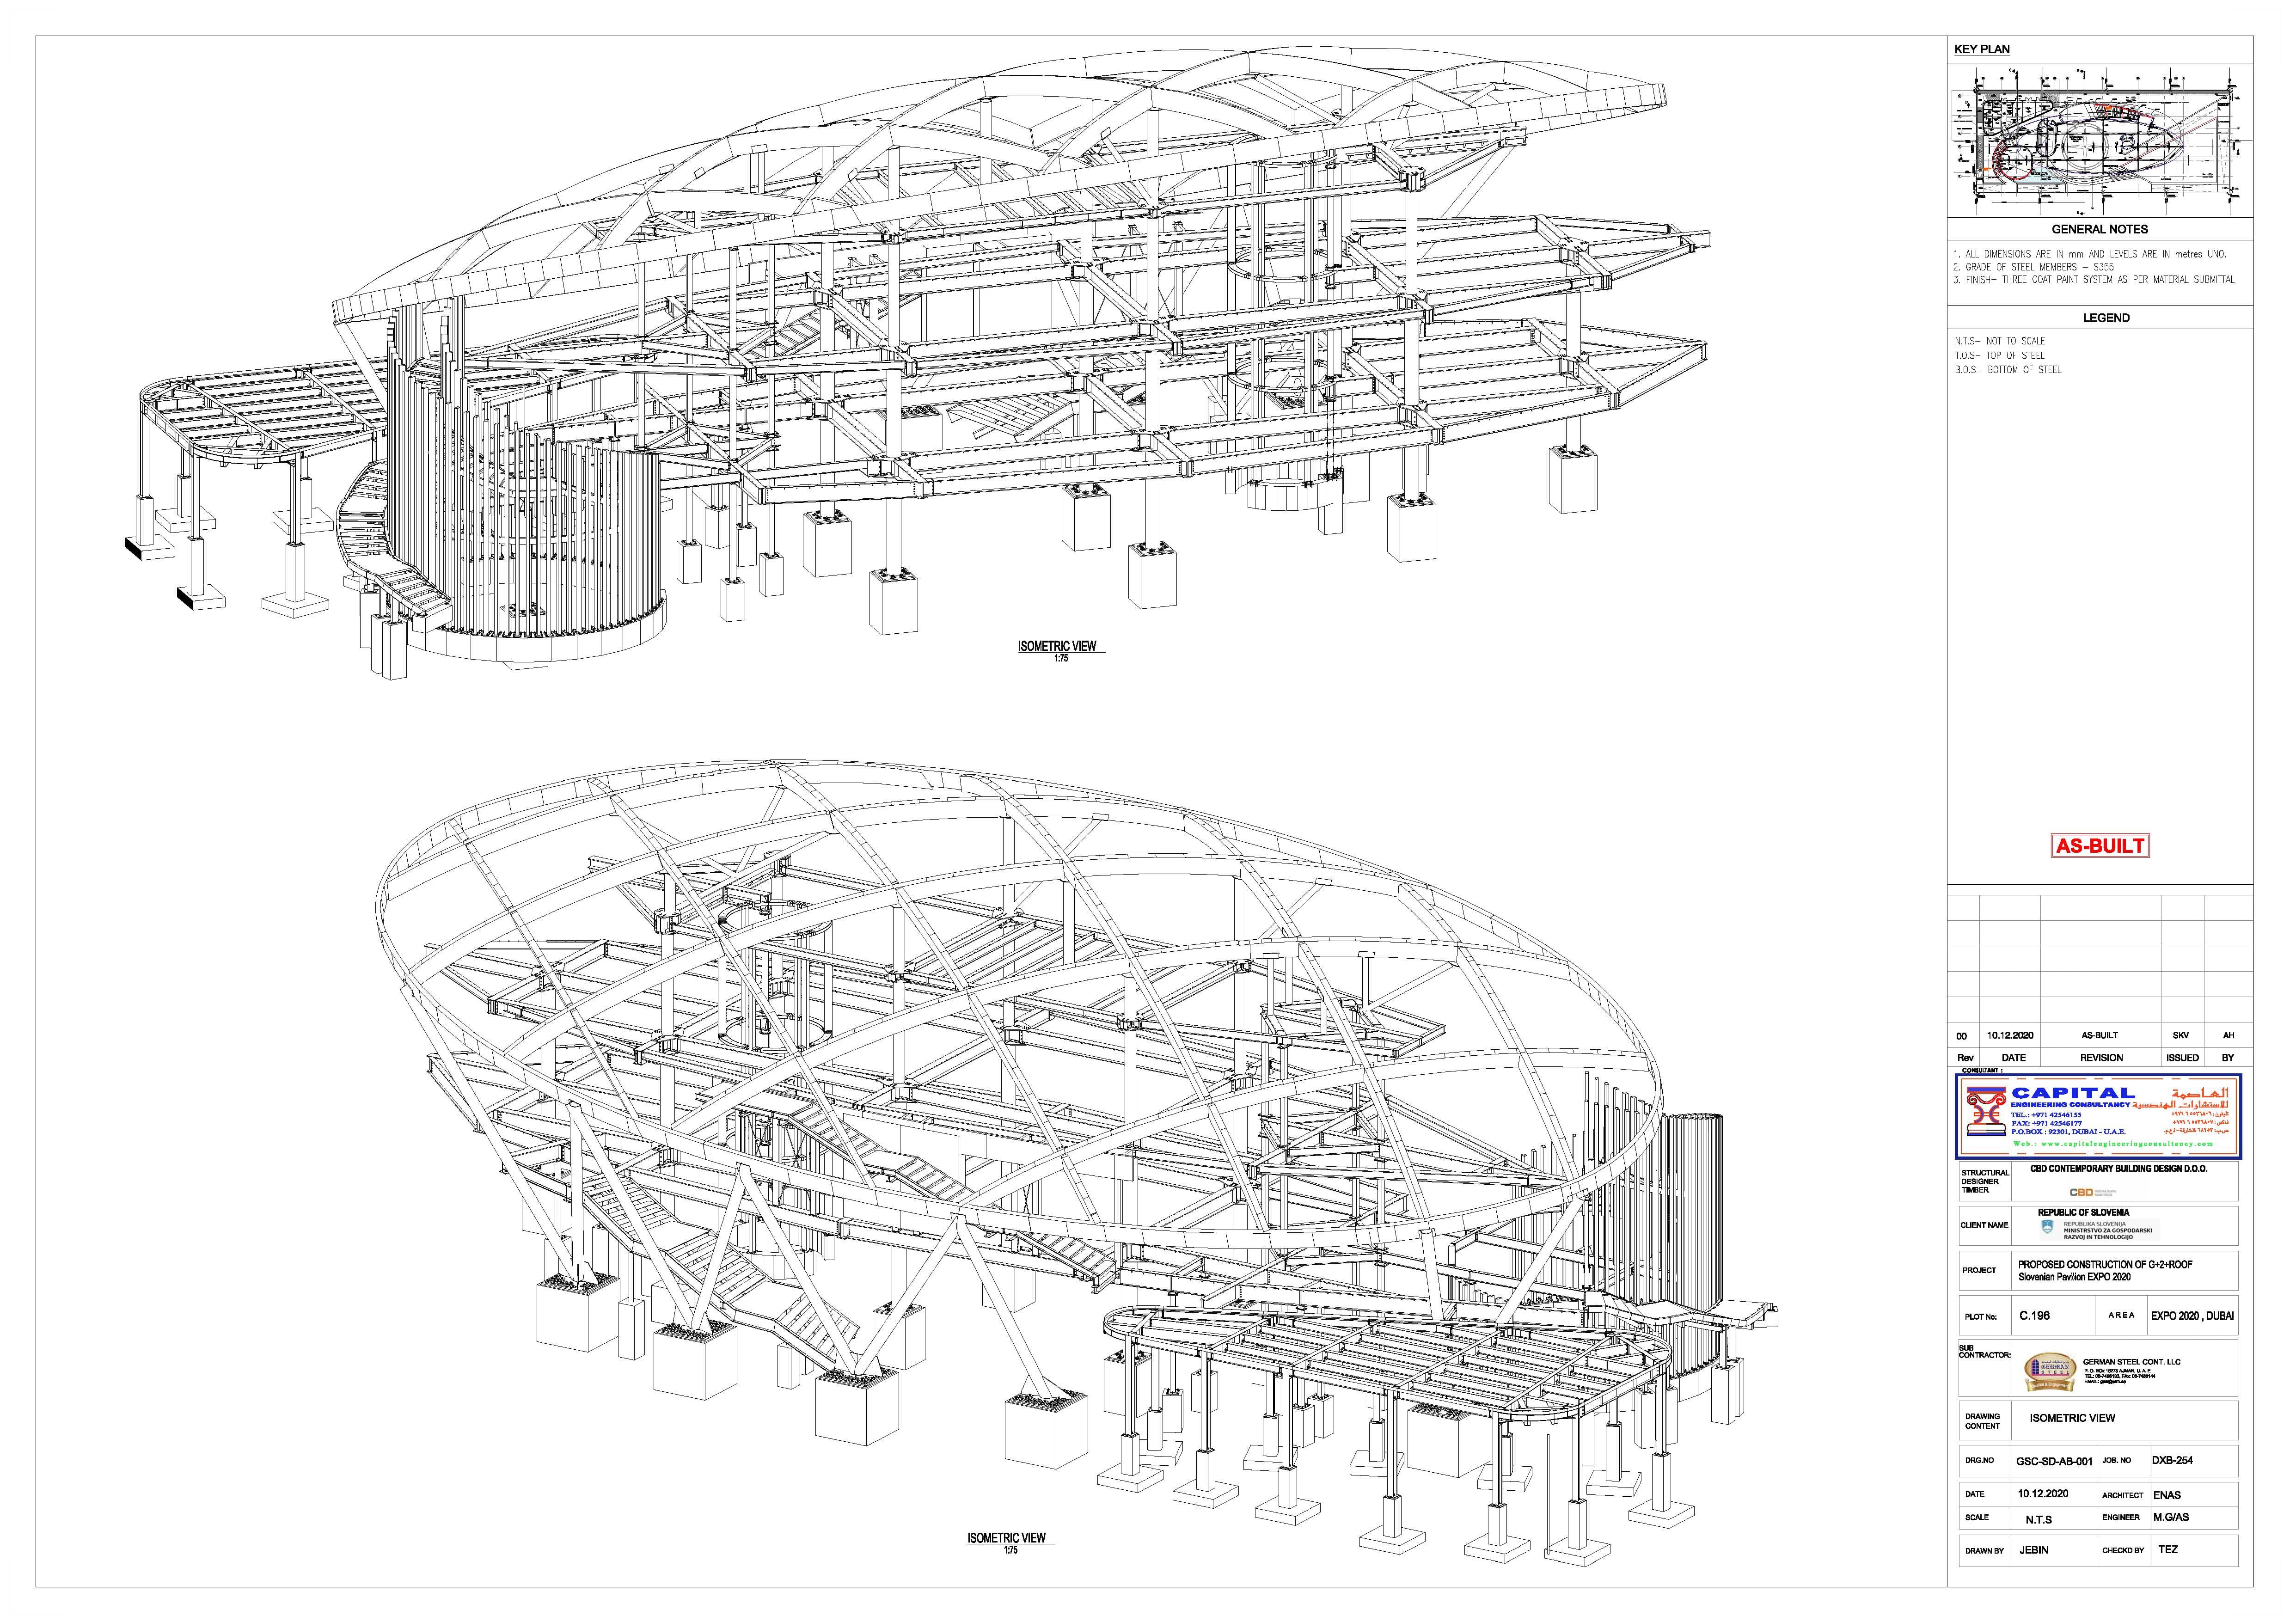 ISOMETRIC VIEW
1:75
ISOMETRIC VIEW
1:75
KEY PLAN
GENERAL NOTES
1. ALL DIMENSIONS ARE IN mm AND LEVELS ARE IN metres UNO.
2. GRADE OF STEEL MEMBERS - S355
3. FINISH- THREE COAT PAINT SYSTEM AS PER MATERIAL SUBMITTAL
LEGEND
N.T.S- NOT TO SCALE
T.O.S- TOP OF STEEL
B.O.S- BOTTOM OF STEEL
AS-BUILT
00 10.12.2020 AS-BUILT SKV AH
Rev DATE REVISION ISSUED BY
CONSULTANT :
CAPITAL العاصمة
ENGINEERING CONSULTANCY للاستشارات الهندسية
TEL.: +971 42546155
FAX: +971 42546177
P.O.BOX : 92301, DUBAI - U.A.E.
Web.: www.capitalengineeringconsultancy.com
STRUCTURAL DESIGNER TIMBER
CBD CONTEMPORARY BUILDING DESIGN D.O.O.
CBD
CLIENT NAME
REPUBLIC OF SLOVENIA
REPUBLIKA SLOVENIJA
MINISTRSTVO ZA GOSPODARSKI
RAZVOJ IN TEHNOLOGIJO
PROJECT
PROPOSED CONSTRUCTION OF G+2+ROOF
Slovenian Pavilion EXPO 2020
PLOT No: C.196 AREA EXPO 2020 , DUBAI
SUB CONTRACTOR:
GERMAN
GERMAN STEEL CONT. LLC
DRAWING CONTENT
ISOMETRIC VIEW
DRG.NO GSC-SD-AB-001 JOB. NO DXB-254
DATE 10.12.2020 ARCHITECT ENAS
SCALE N.T.S ENGINEER M.G/AS
DRAWN BY JEBIN CHECKD BY TEZ